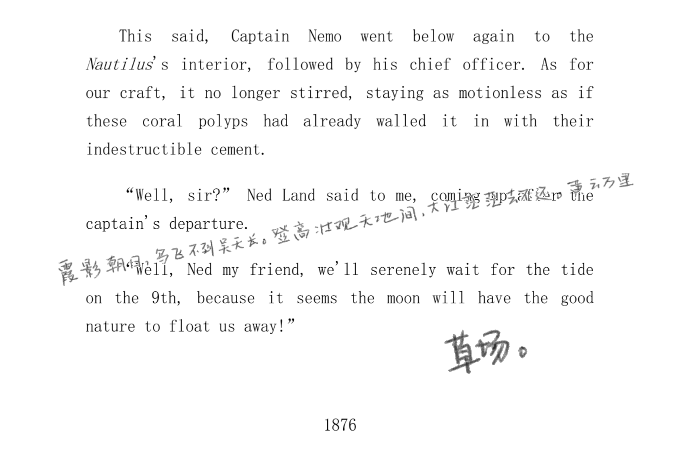 This said, Captain Nemo went below again to the
Nautilus's interior, followed by his chief officer. As for
our craft, it no longer stirred, staying as motionless as if
these coral polyps had already walled it in with their
indestructible cement.
“Well, sir?” Ned Land said to me, coming up after the
captain's departure.
霞影朝日，鸟飞不到吴天长。登高壮观天地间，大江茫茫去还。黄云万里
“Well, Ned my friend, we'll serenely wait for the tide
on the 9th, because it seems the moon will have the good
nature to float us away!”
草场。
1876